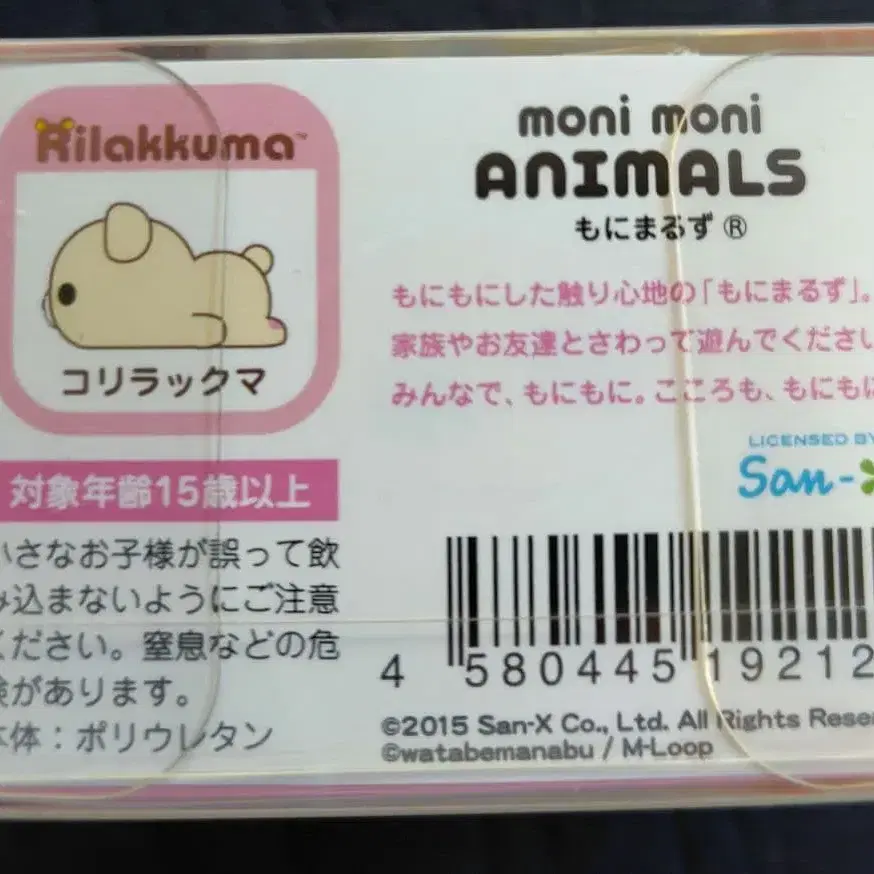 Rilakkuma™
コリラックマ
対象年齢15歳以上
小さなお子様が誤って飲
み込まないようにご注意
ください。窒息などの危
険があります。
本体：ポリウレタン
moni moni
ANIMALS
もにまるず®
もにもにした触り心地の「もにまるず」。
家族やお友達とさわって遊んでください
みんなで、もにもに。こころも、もにもに
LICENSED BY
San-X
4 580445 19212
©2015 San-X Co., Ltd. All Rights Rese
©watabemanabu / M-Loop